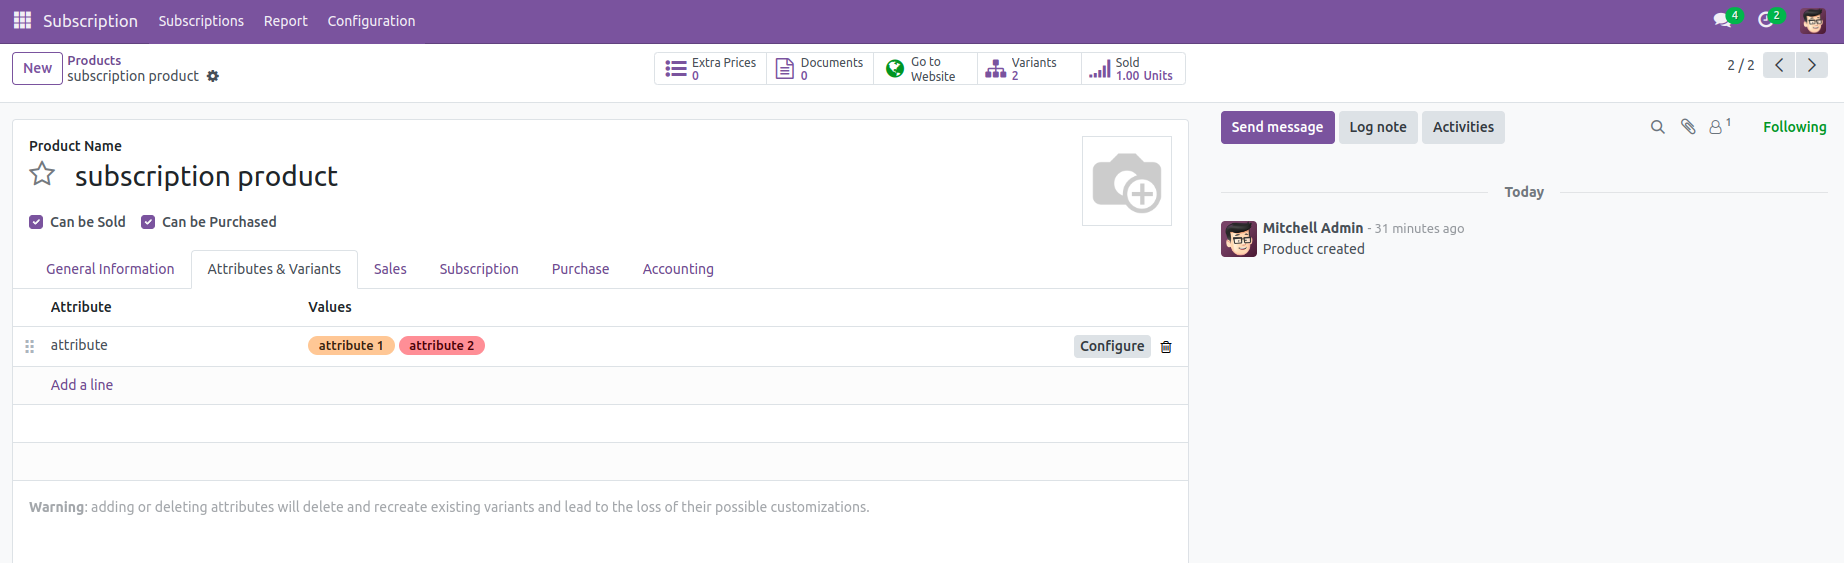 Subscription Subscriptions Report Configuration 4 2
New Products
subscription product
Extra Prices
0
Documents
0
Go to
Website
Variants
2
Sold
1.00 Units
2 / 2
Product Name
subscription product
Can be Sold Can be Purchased
General Information Attributes & Variants Sales Subscription Purchase Accounting
Attribute Values
attribute attribute 1 attribute 2 Configure
Add a line
Warning: adding or deleting attributes will delete and recreate existing variants and lead to the loss of their possible customizations.
Send message Log note Activities 1 Following
Today
Mitchell Admin - 31 minutes ago
Product created